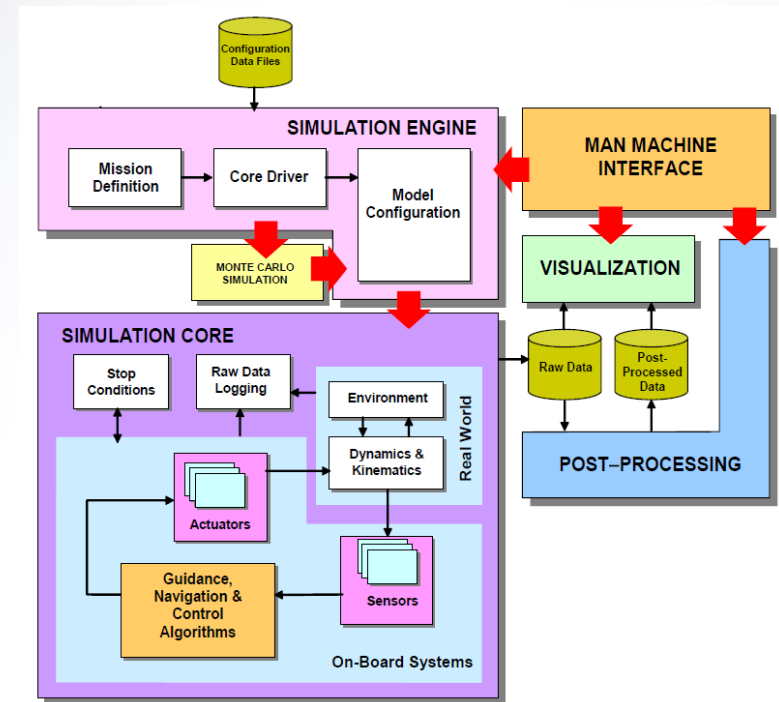 Configuration
Data Files
SIMULATION ENGINE
Mission
Definition
Core Driver
Model
Configuration
MAN MACHINE
INTERFACE
MONTE CARLO
SIMULATION
VISUALIZATION
SIMULATION CORE
Stop
Conditions
Raw Data
Logging
Environment
Dynamics &
Kinematics
Real World
Raw Data
Post-
Processed
Data
POST–PROCESSING
Actuators
Sensors
Guidance,
Navigation &
Control
Algorithms
On-Board Systems